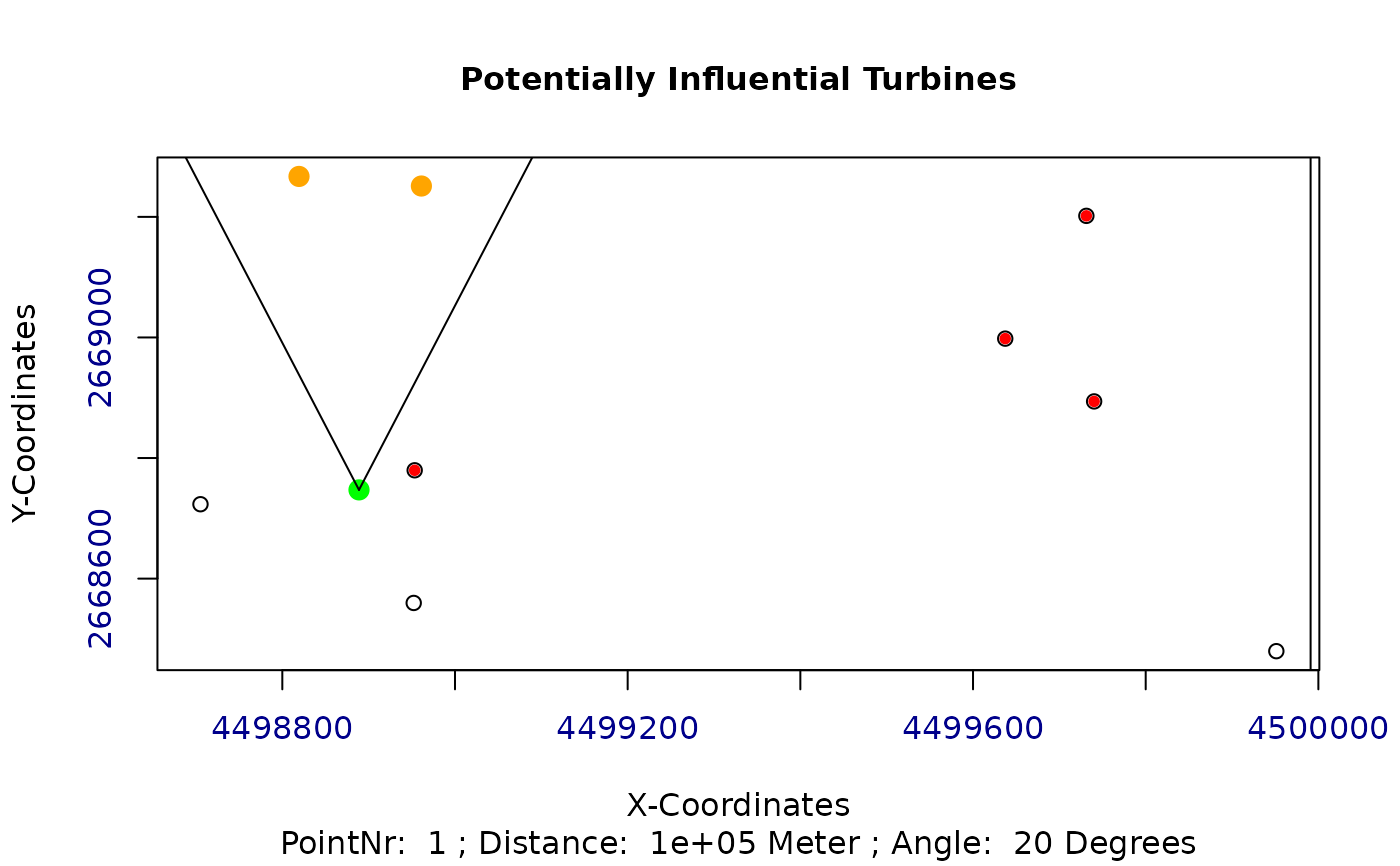 Potentially Influential Turbines
Y-Coordinates
2669000
2668600
4498800 4499200 4499600 4500000
X-Coordinates
PointNr: 1 ; Distance: 1e+05 Meter ; Angle: 20 Degrees